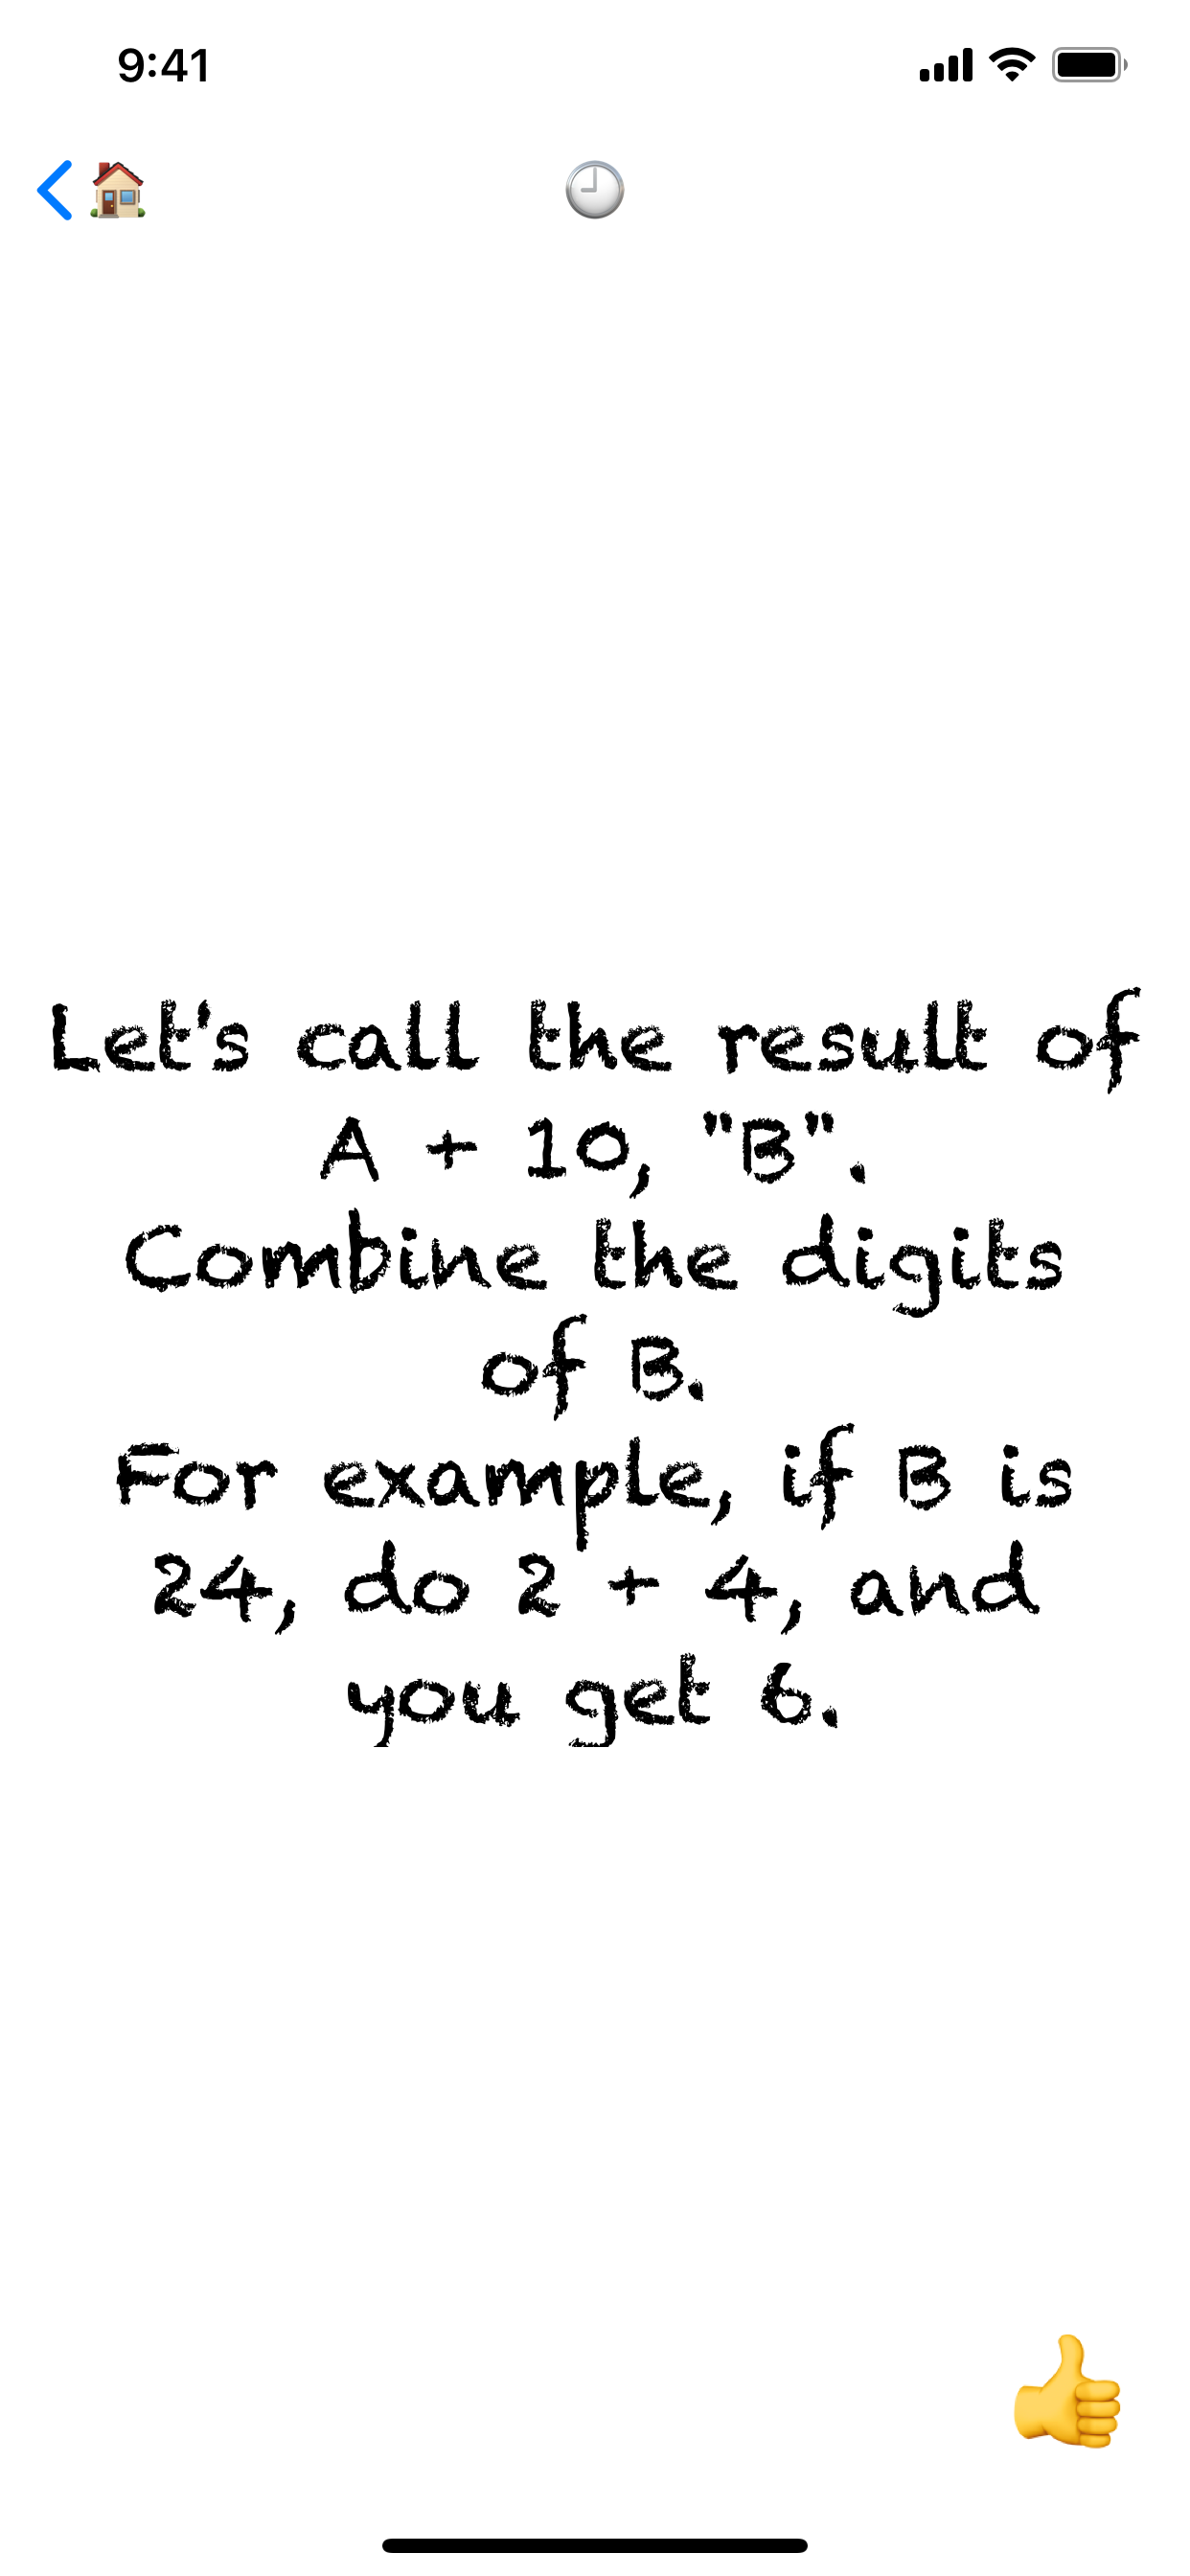 9:41
Let's call the result of
A + 10, "B".
Combine the digits
of B.
For example, if B is
24, do 2 + 4, and
you get 6.